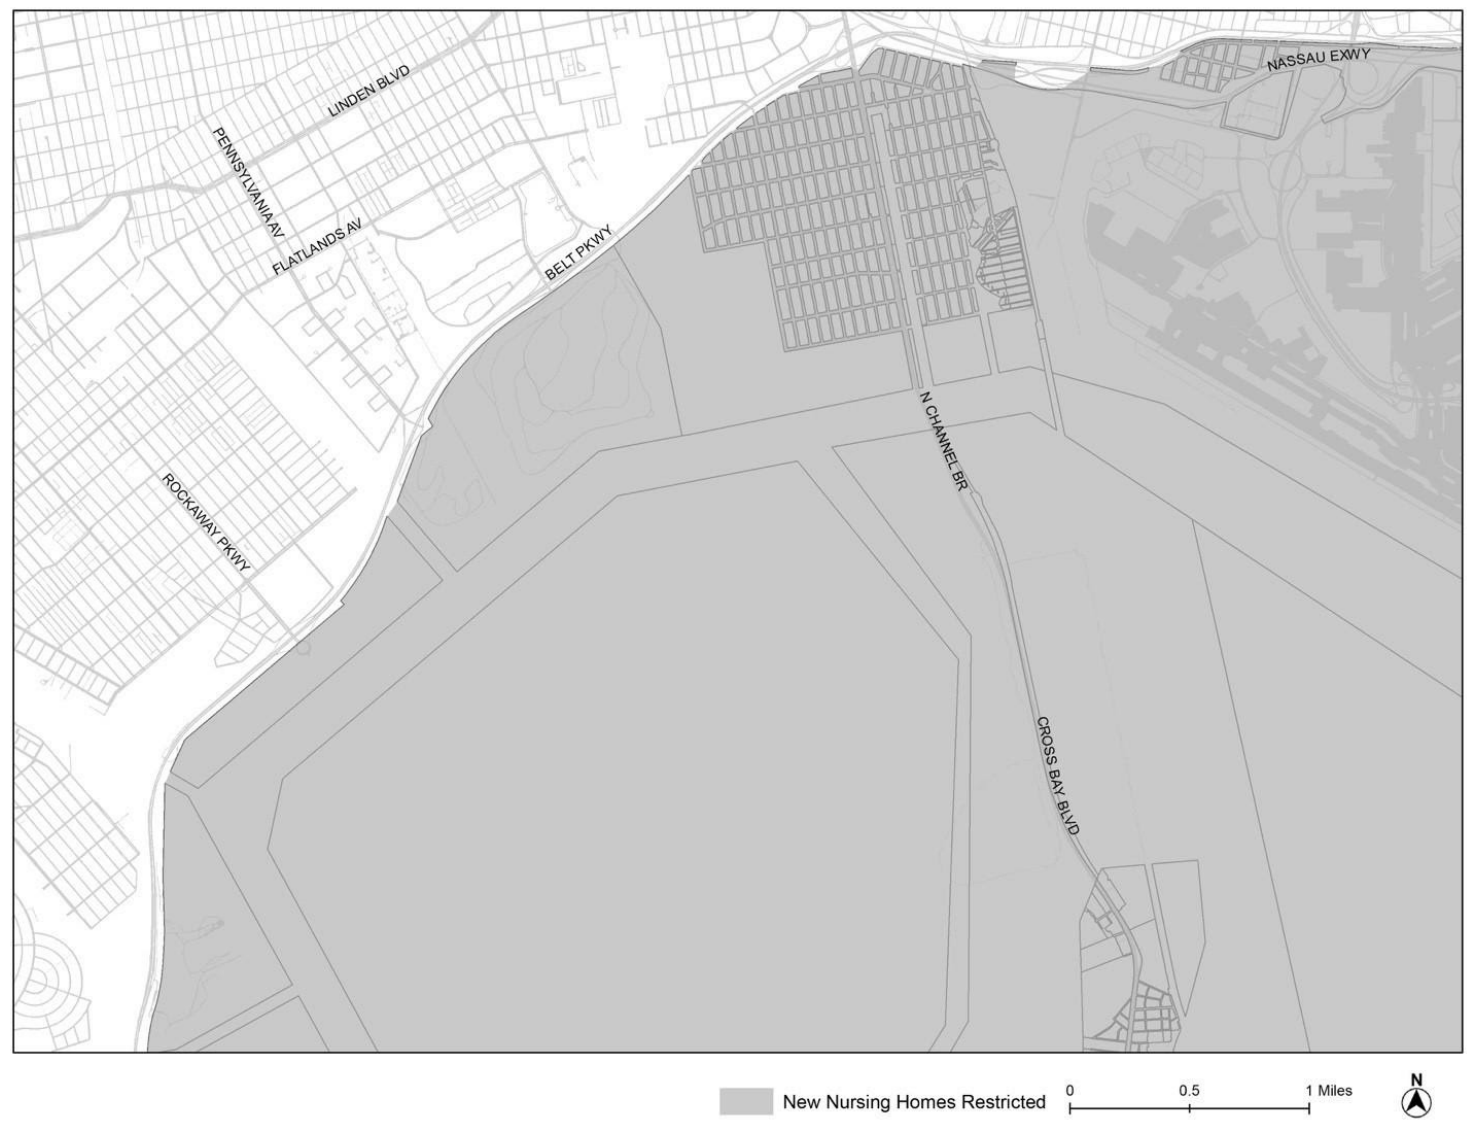 NASSAU EXWY
LINDEN BLVD
PENNSYLVANIA AV
FLATLANDS AV
BELT PKWY
N CHANNEL BR
ROCKAWAY PKWY
CROSS BAY BLVD
New Nursing Homes Restricted
0 0.5 1 Miles
N